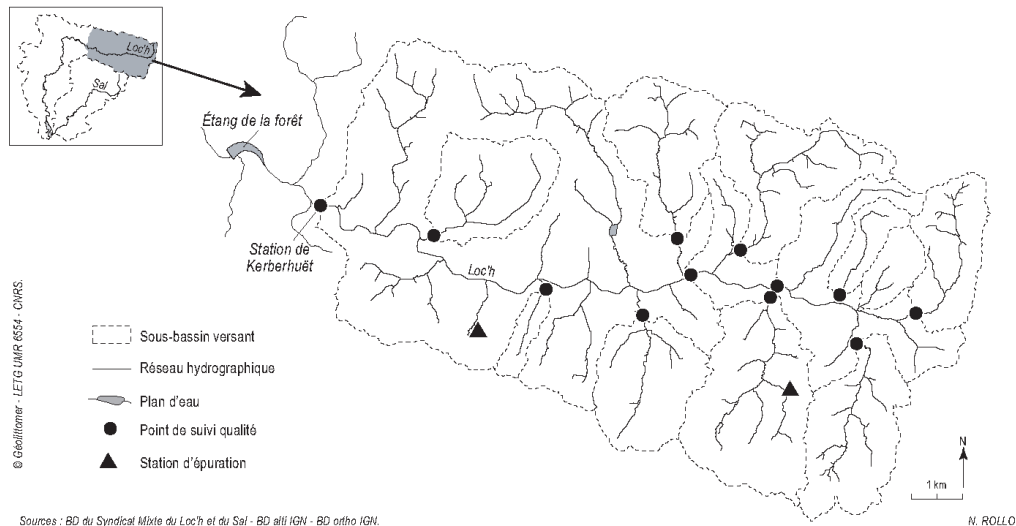 Loc'h
Sal
Étang de la forêt
Station de
Kerberhuët
Loc'h
Sous-bassin versant
Réseau hydrographique
Plan d'eau
Point de suivi qualité
Station d'épuration
© Géolittomer - LETG UMR 6554 - CNRS.
N
1 km
Sources : BD du Syndicat Mixte du Loc'h et du Sal - BD alti IGN - BD ortho IGN.
N. ROLLO